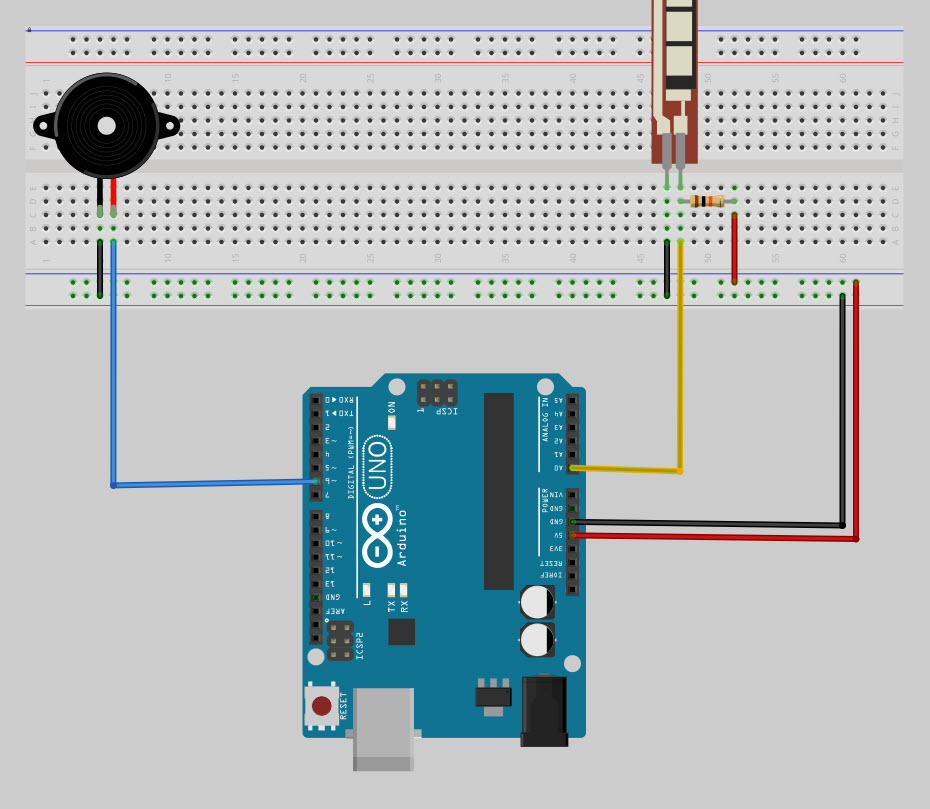 1 10 15 20 25 30 35 40 45 50 55 60
J J
I I
H H
G G
F F
E E
D D
C C
B B
A A
1 10 15 20 25 30 35 40 45 50 55 60
0 RXD
1 TXD
2
~3
4
~5
~6
7
DIGITAL (PWM=~)
8
~9
~10
~11
12
13
GND
AREF
ON
1 ICSP
UNO
Arduino™
L
TX
RX
ICSP2
RESET
ANALOG IN
A5
A4
A3
A2
A1
A0
POWER
VIN
GND
GND
5V
3V3
RESET
IOREF